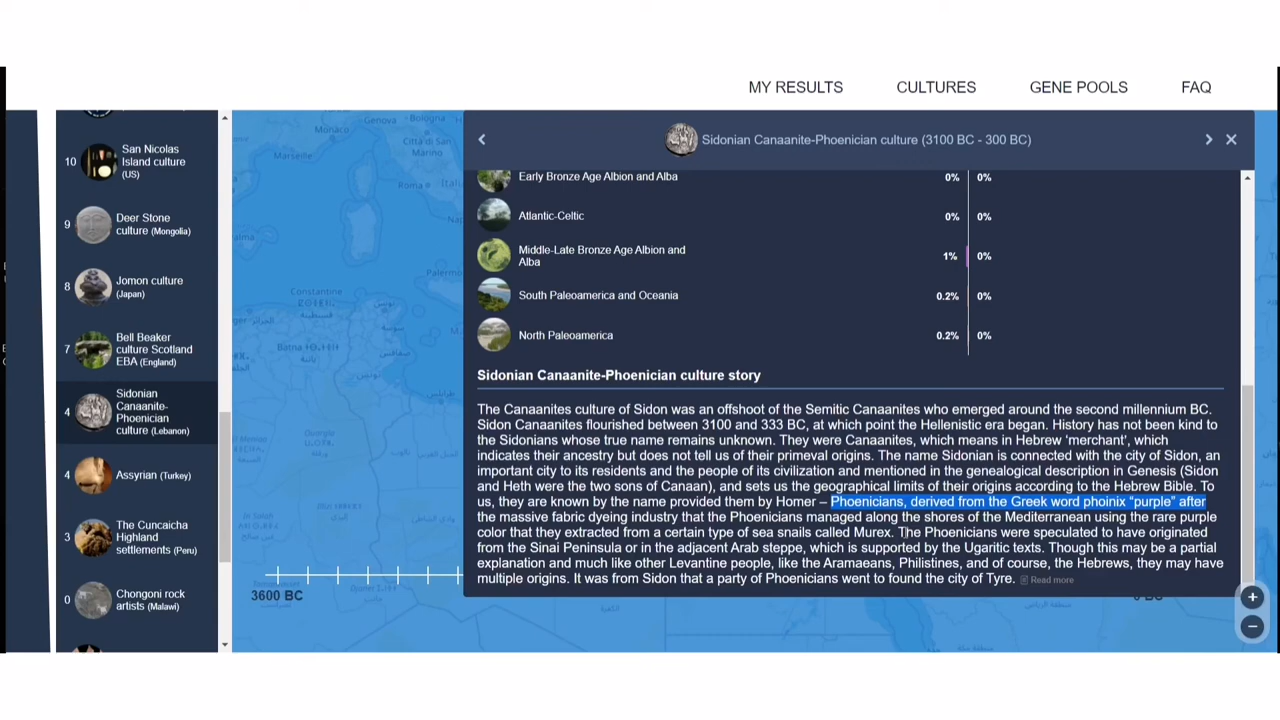 MY RESULTS
CULTURES
GENE POOLS
FAQ
10
San Nicolas
Island culture
(US)
9
Deer Stone
culture (Mongolia)
8
Jomon culture
(Japan)
7
Bell Beaker
culture Scotland
EBA (England)
4
Sidonian
Canaanite-
Phoenician
culture (Lebanon)
4
Assyrian (Turkey)
3
The Cuncaicha
Highland
settlements (Peru)
0
Chongoni rock
artists (Malawi)
Genova
Bologna
Monaco
Città di San
Marino
Marseille
Roma
Palermo
Constantine
Batna
3600 BC
Sidonian Canaanite-Phoenician culture (3100 BC - 300 BC)
Early Bronze Age Albion and Alba 0% 0%
Atlantic-Celtic 0% 0%
Middle-Late Bronze Age Albion and
Alba 1% 0%
South Paleoamerica and Oceania 0.2% 0%
North Paleoamerica 0.2% 0%
Sidonian Canaanite-Phoenician culture story
The Canaanites culture of Sidon was an offshoot of the Semitic Canaanites who emerged around the second millennium BC.
Sidon Canaanites flourished between 3100 and 333 BC, at which point the Hellenistic era began. History has not been kind
to the Sidonians whose true name remains unknown. They were Canaanites, which means in Hebrew 'merchant', which
indicates their ancestry but does not tell us of their primeval origins. The name Sidonian is connected with the city of Sidon, an
important city to its residents and the people of its civilization and mentioned in the genealogical description in Genesis (Sidon
and Heth were the two sons of Canaan), and sets us the geographical limits of their origins according to the Hebrew Bible. To
us, they are known by the name provided them by Homer – Phoenicians, derived from the Greek word phoinix “purple” after
the massive fabric dyeing industry that the Phoenicians managed along the shores of the Mediterranean using the rare purple
color that they extracted from a certain type of sea snails called Murex. The Phoenicians were speculated to have originated
from the Sinai Peninsula or in the adjacent Arab steppe, which is supported by the Ugaritic texts. Though this may be a partial
explanation and much like other Levantine people, like the Aramaeans, Philistines, and of course, the Hebrews, they may have
multiple origins. It was from Sidon that a party of Phoenicians went to found the city of Tyre. Read more